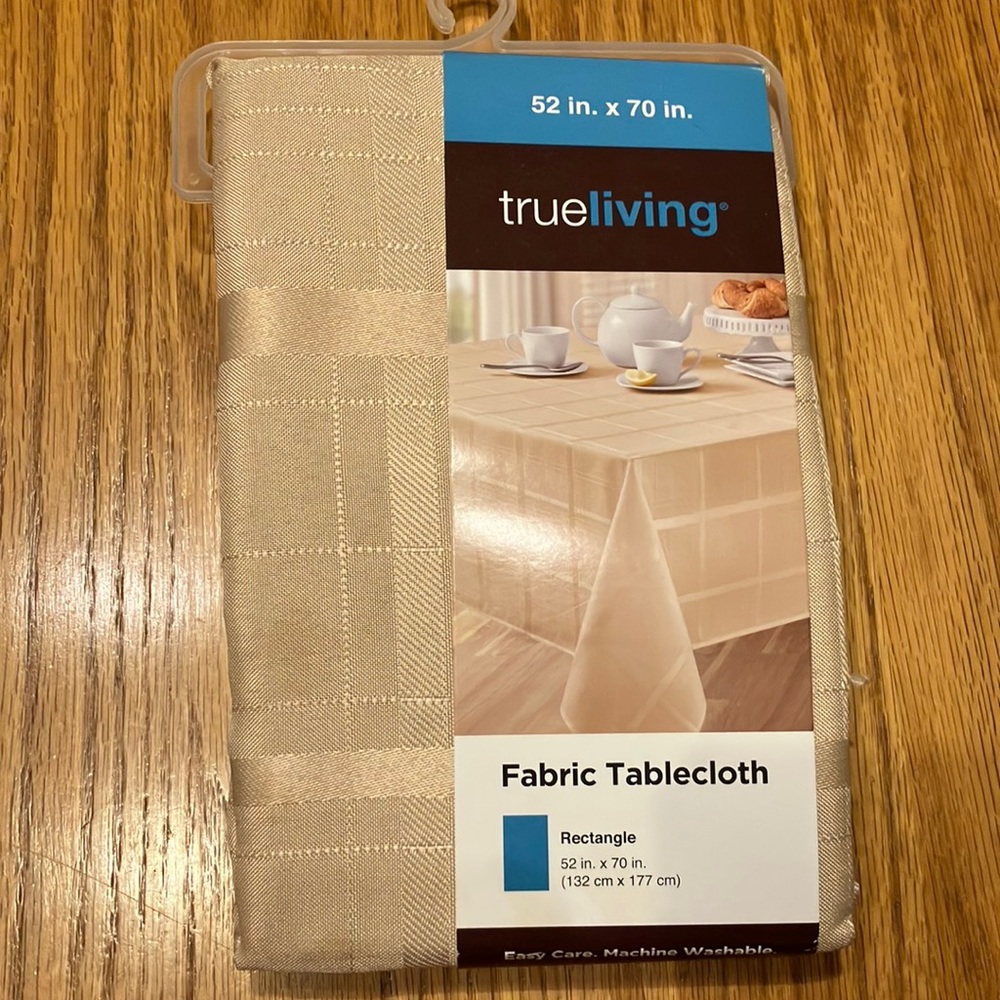 52 in. x 70 in.
trueliving®
Fabric Tablecloth
Rectangle
52 in. x 70 in.
(132 cm x 177 cm)
Easy Care. Machine Washable.